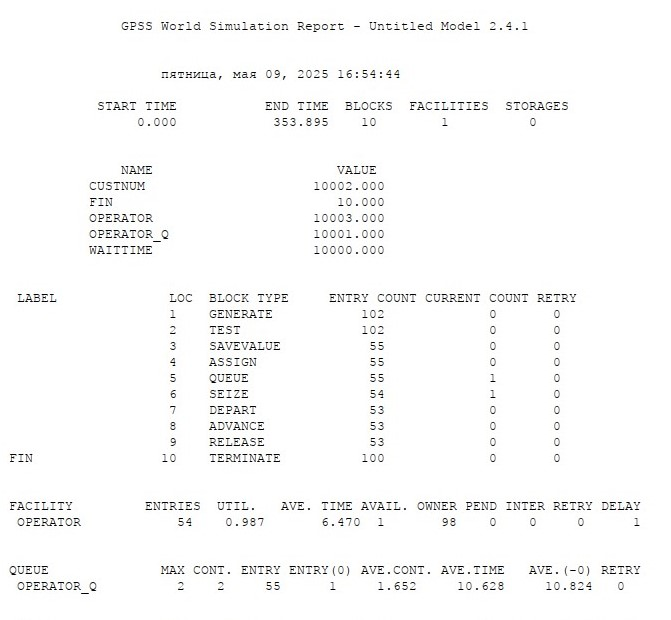 GPSS World Simulation Report - Untitled Model 2.4.1
пятница, мая 09, 2025 16:54:44
START TIME END TIME BLOCKS FACILITIES STORAGES
0.000 353.895 10 1 0
NAME VALUE
CUSTNUM 10002.000
FIN 10.000
OPERATOR 10003.000
OPERATOR_Q 10001.000
WAITTIME 10000.000
LABEL LOC BLOCK TYPE ENTRY COUNT CURRENT COUNT RETRY
1 GENERATE 102 0 0
2 TEST 102 0 0
3 SAVEVALUE 55 0 0
4 ASSIGN 55 0 0
5 QUEUE 55 1 0
6 SEIZE 54 1 0
7 DEPART 53 0 0
8 ADVANCE 53 0 0
9 RELEASE 53 0 0
FIN 10 TERMINATE 100 0 0
FACILITY ENTRIES UTIL. AVE. TIME AVAIL. OWNER PEND INTER RETRY DELAY
OPERATOR 54 0.987 6.470 1 98 0 0 0 1
QUEUE MAX CONT. ENTRY ENTRY(0) AVE.CONT. AVE.TIME AVE.(-0) RETRY
OPERATOR_Q 2 2 55 1 1.652 10.628 10.824 0